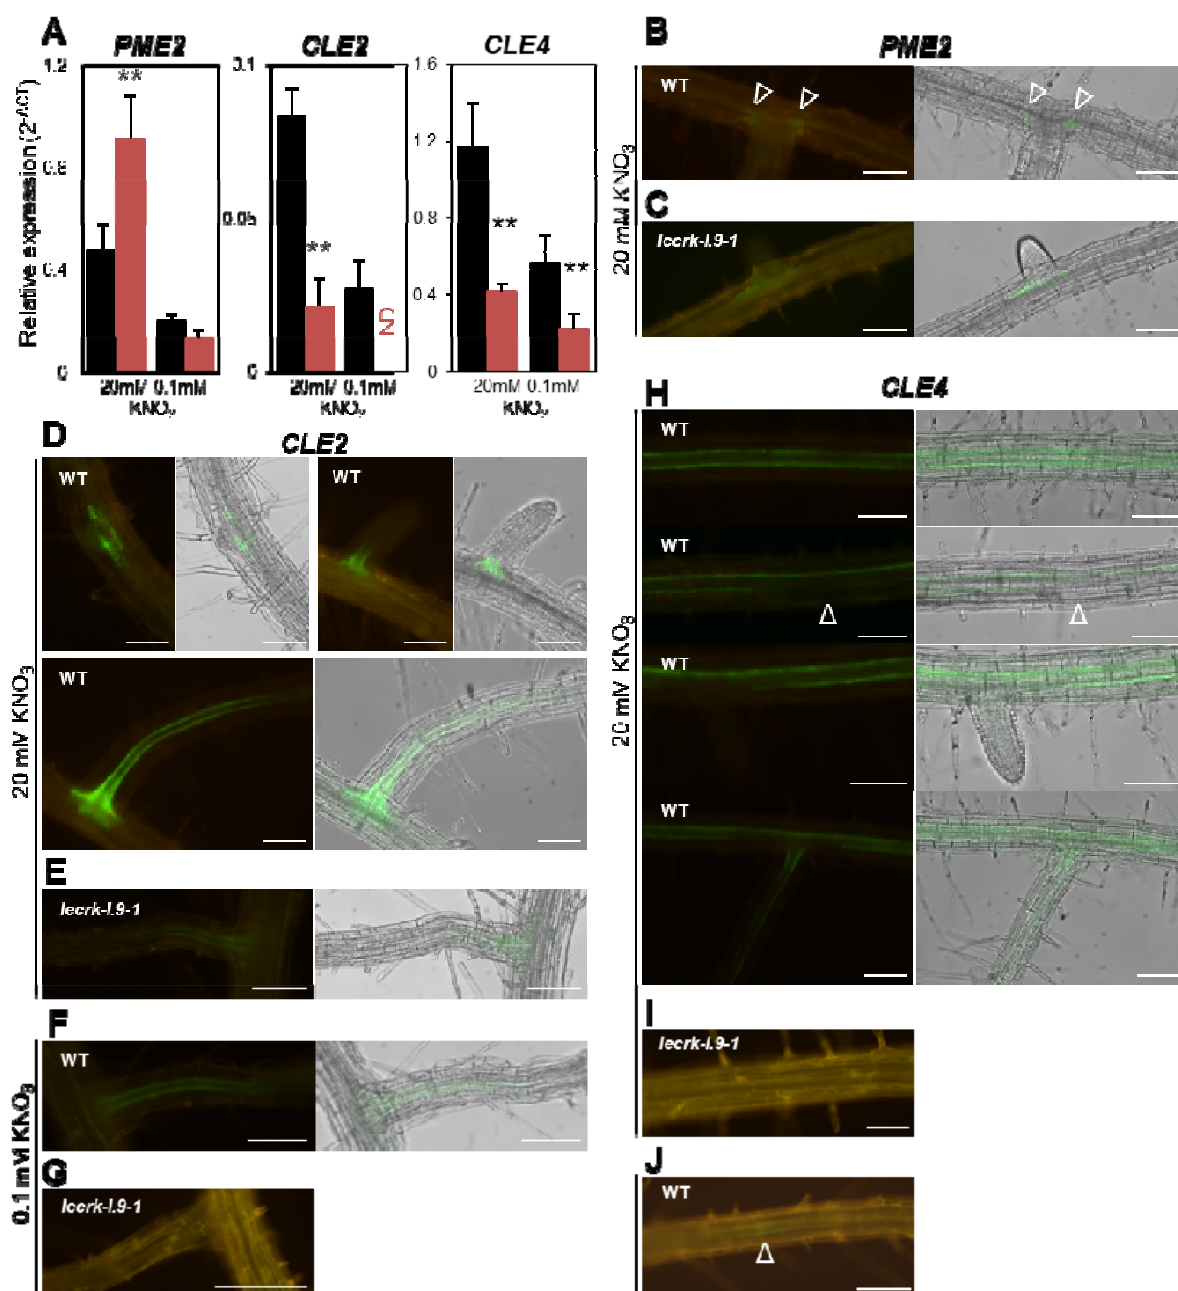 A
PME2
CLE2
CLE4
Relative expression (2-ΔCT)
1.2
0.8
0.4
0
0.1
0.05
0
1.6
1.2
0.8
0.4
0
**
**
**
**
ND
20mM 0.1mM
KNO3
20mM 0.1mM
KNO3
20mM 0.1mM
KNO3
B
PME2
WT
C
lecrk-I.9-1
20 mM KNO3
D
CLE2
WT
WT
WT
20 mM KNO3
E
lecrk-I.9-1
F
WT
G
lecrk-I.9-1
0.1 mM KNO3
H
CLE4
WT
WT
WT
WT
20 mM KNO3
I
lecrk-I.9-1
J
WT